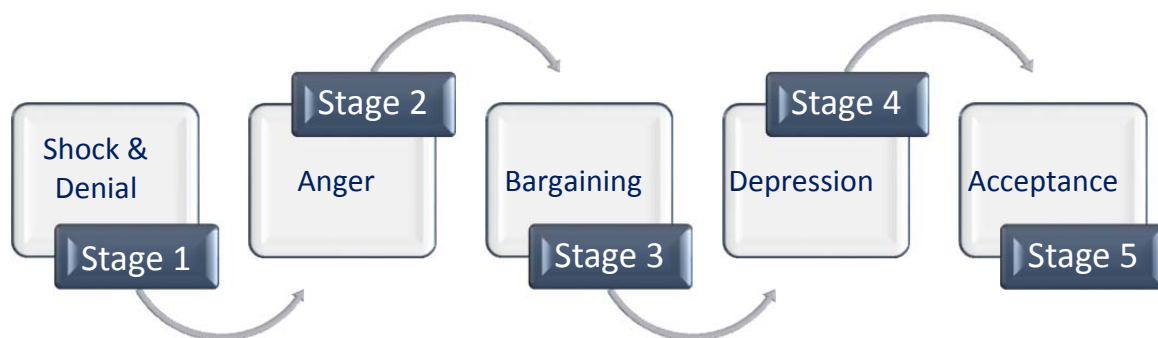 Shock &
Denial
Stage 1
Stage 2
Anger
Bargaining
Stage 3
Stage 4
Depression
Acceptance
Stage 5